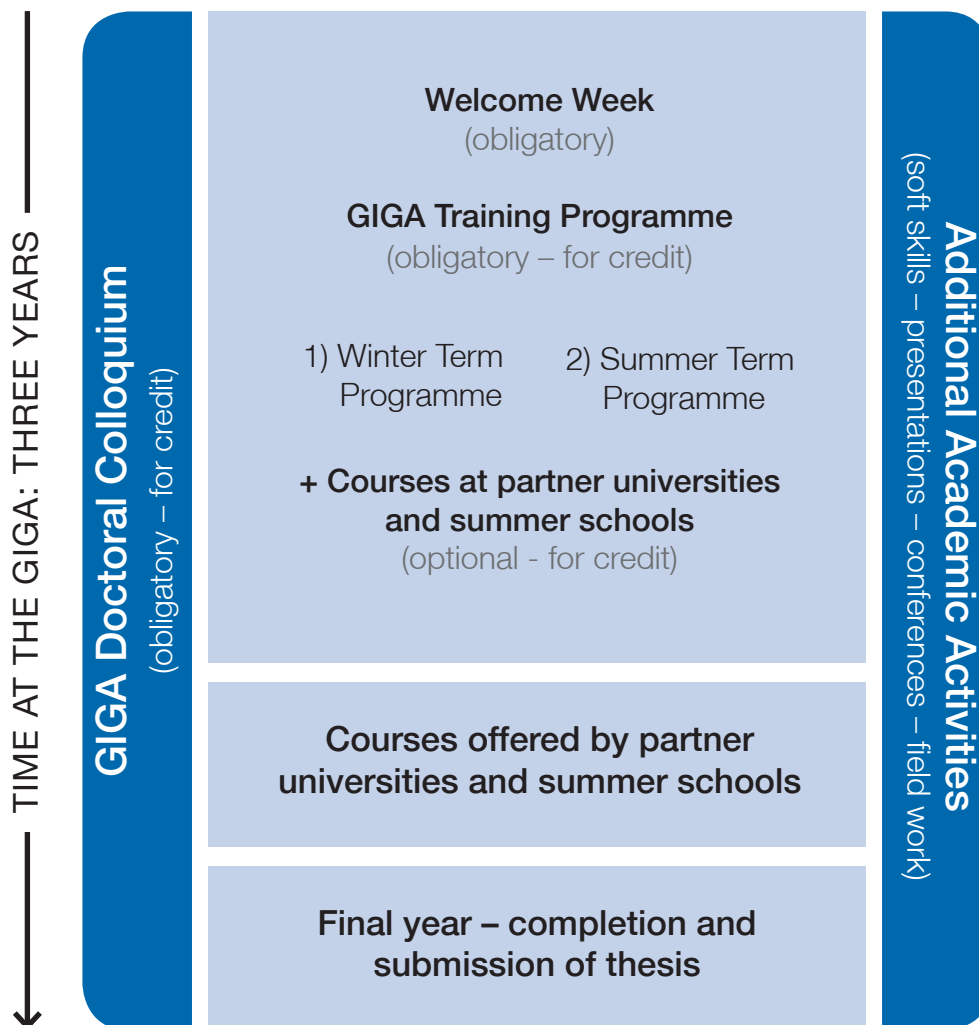 TIME AT THE GIGA: THREE YEARS
GIGA Doctoral Colloquium
(obligatory – for credit)
Welcome Week
(obligatory)
GIGA Training Programme
(obligatory – for credit)
1) Winter Term
Programme
2) Summer Term
Programme
+ Courses at partner universities
and summer schools
(optional - for credit)
Courses offered by partner
universities and summer schools
Final year – completion and
submission of thesis
Additional Academic Activities
(soft skills – presentations – conferences – field work)